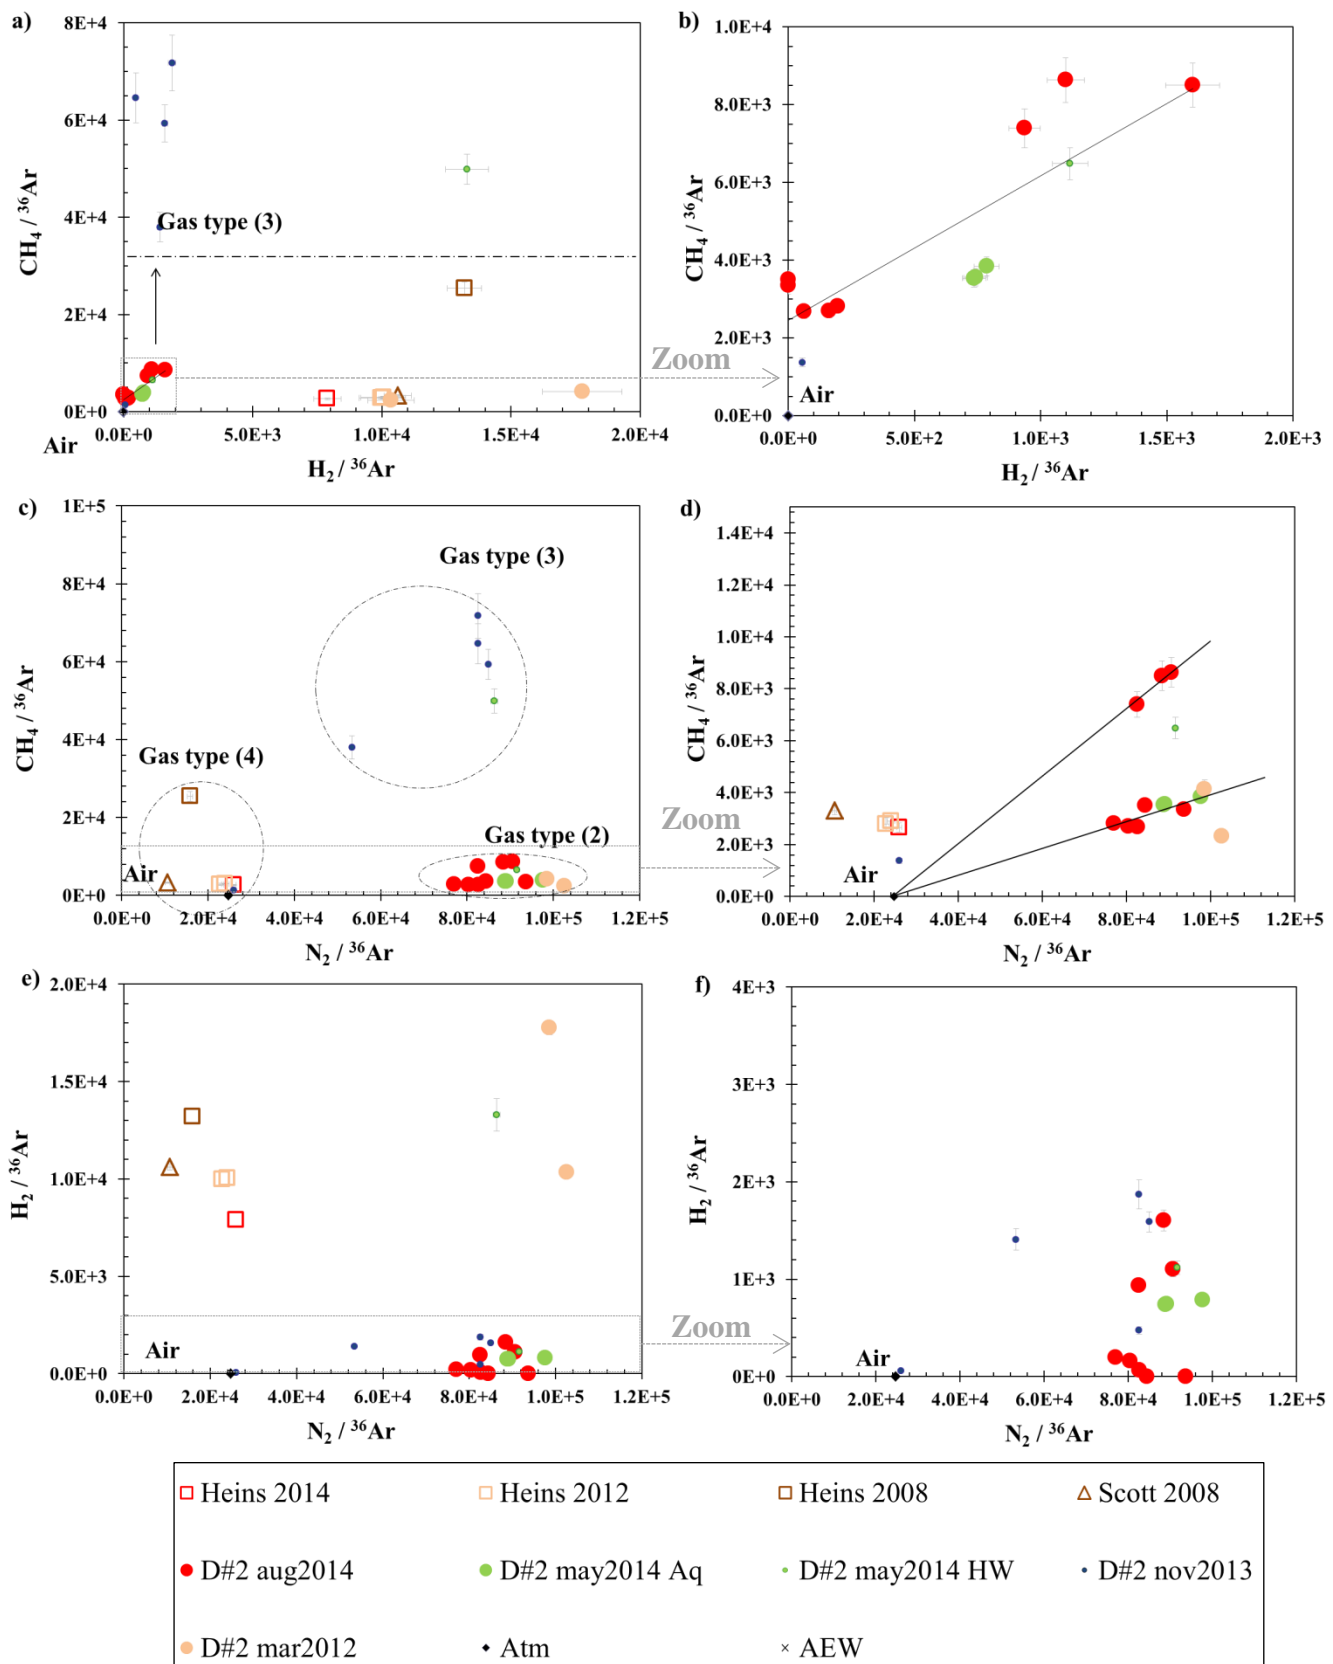 a)
8E+4
6E+4
4E+4
2E+4
0E+0
CH₄ / ³⁶Ar
Gas type (3)
Air
0.E+0 5.E+3 1.E+4 1.E+4 2.E+4
H₂ / ³⁶Ar
Zoom
b)
1.0E+4
8.0E+3
6.0E+3
4.0E+3
2.0E+3
0.0E+0
CH₄ / ³⁶Ar
Air
0.E+0 5.E+2 1.E+3 2.E+3 2.E+3
H₂ / ³⁶Ar
c)
1E+5
8E+4
6E+4
4E+4
2E+4
0E+0
CH₄ / ³⁶Ar
Gas type (3)
Gas type (4)
Gas type (2)
Air
0.0E+0 2.0E+4 4.0E+4 6.0E+4 8.0E+4 1.0E+5 1.2E+5
N₂ / ³⁶Ar
Zoom
d)
1.4E+4
1.2E+4
1.0E+4
8.0E+3
6.0E+3
4.0E+3
2.0E+3
0.0E+0
CH₄ / ³⁶Ar
Air
0.0E+0 2.0E+4 4.0E+4 6.0E+4 8.0E+4 1.0E+5 1.2E+5
N₂ / ³⁶Ar
e)
2.0E+4
1.5E+4
1.0E+4
5.0E+3
0.0E+0
H₂ / ³⁶Ar
Air
0.0E+0 2.0E+4 4.0E+4 6.0E+4 8.0E+4 1.0E+5 1.2E+5
N₂ / ³⁶Ar
Zoom
f)
4E+3
3E+3
2E+3
1E+3
0E+0
H₂ / ³⁶Ar
Air
0.0E+0 2.0E+4 4.0E+4 6.0E+4 8.0E+4 1.0E+5 1.2E+5
N₂ / ³⁶Ar
Heins 2014 Heins 2012 Heins 2008 Scott 2008
D#2 aug2014 D#2 may2014 Aq D#2 may2014 HW D#2 nov2013
D#2 mar2012 Atm AEW